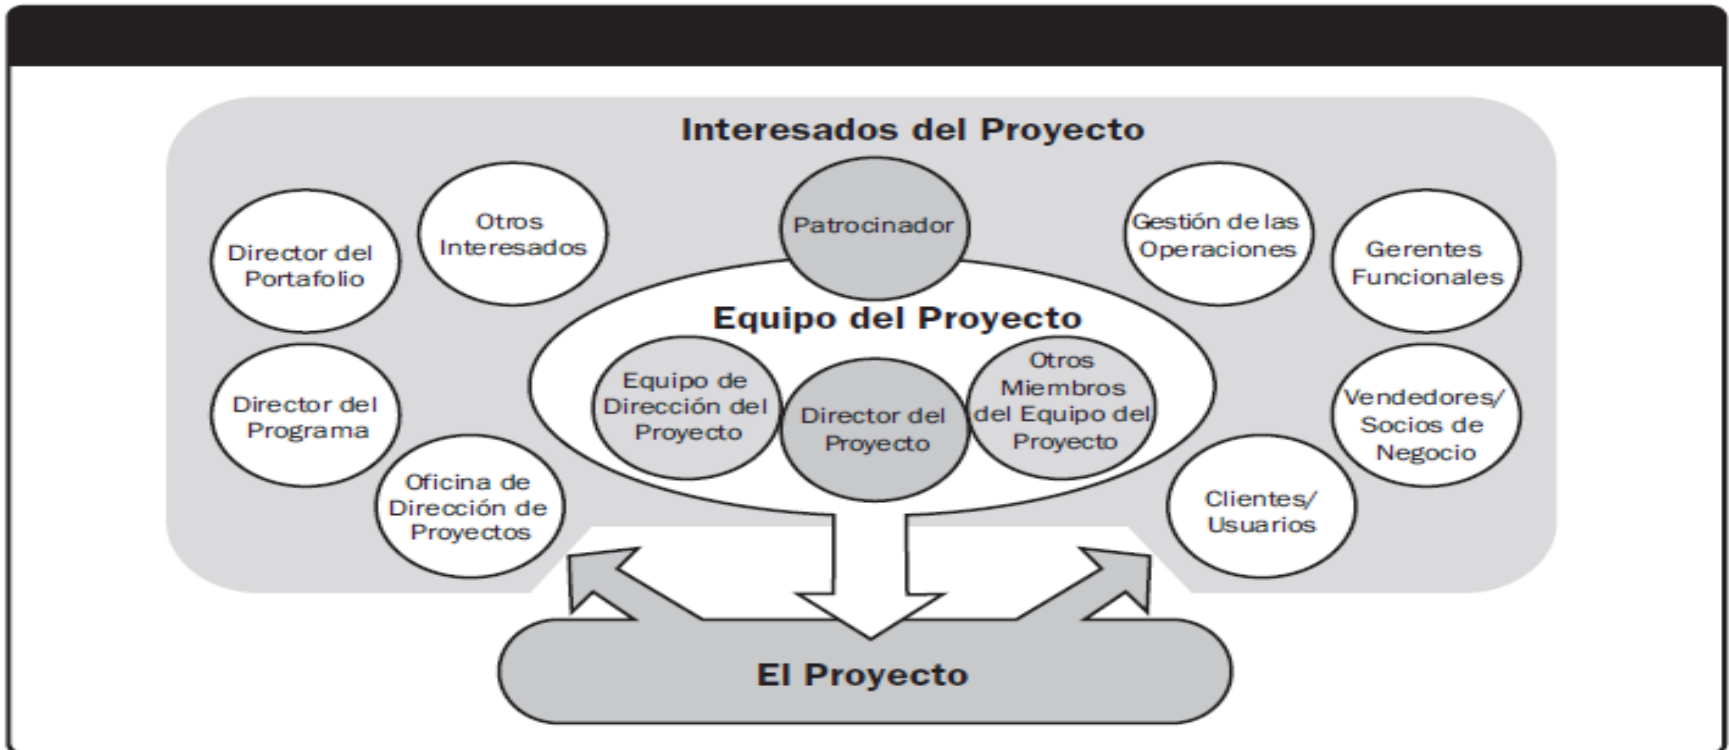 Interesados del Proyecto
Director del
Portafolio
Otros
Interesados
Patrocinador
Gestión de las
Operaciones
Gerentes
Funcionales
Equipo del Proyecto
Director del
Programa
Equipo de
Dirección del
Proyecto
Director del
Proyecto
Otros
Miembros
del Equipo del
Proyecto
Vendedores/
Socios de
Negocio
Oficina de
Dirección de
Proyectos
Clientes/
Usuarios
El Proyecto